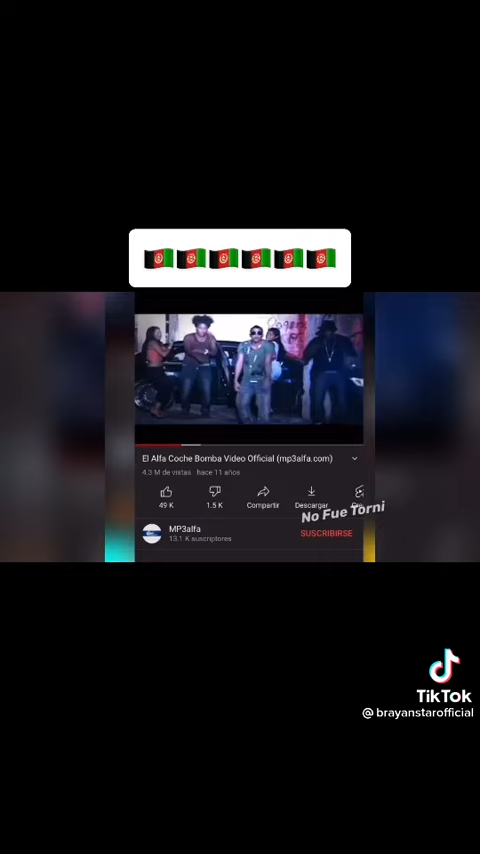 El Alfa Coche Bomba Video Official (mp3alfa.com)
4.3 M de vistas · hace 11 años
49 K
1.5 K
Compartir
Descargar
No Fue Torni
MP3alfa
13.1 K suscriptores
SUSCRIBIRSE
TikTok
@brayanstarofficial